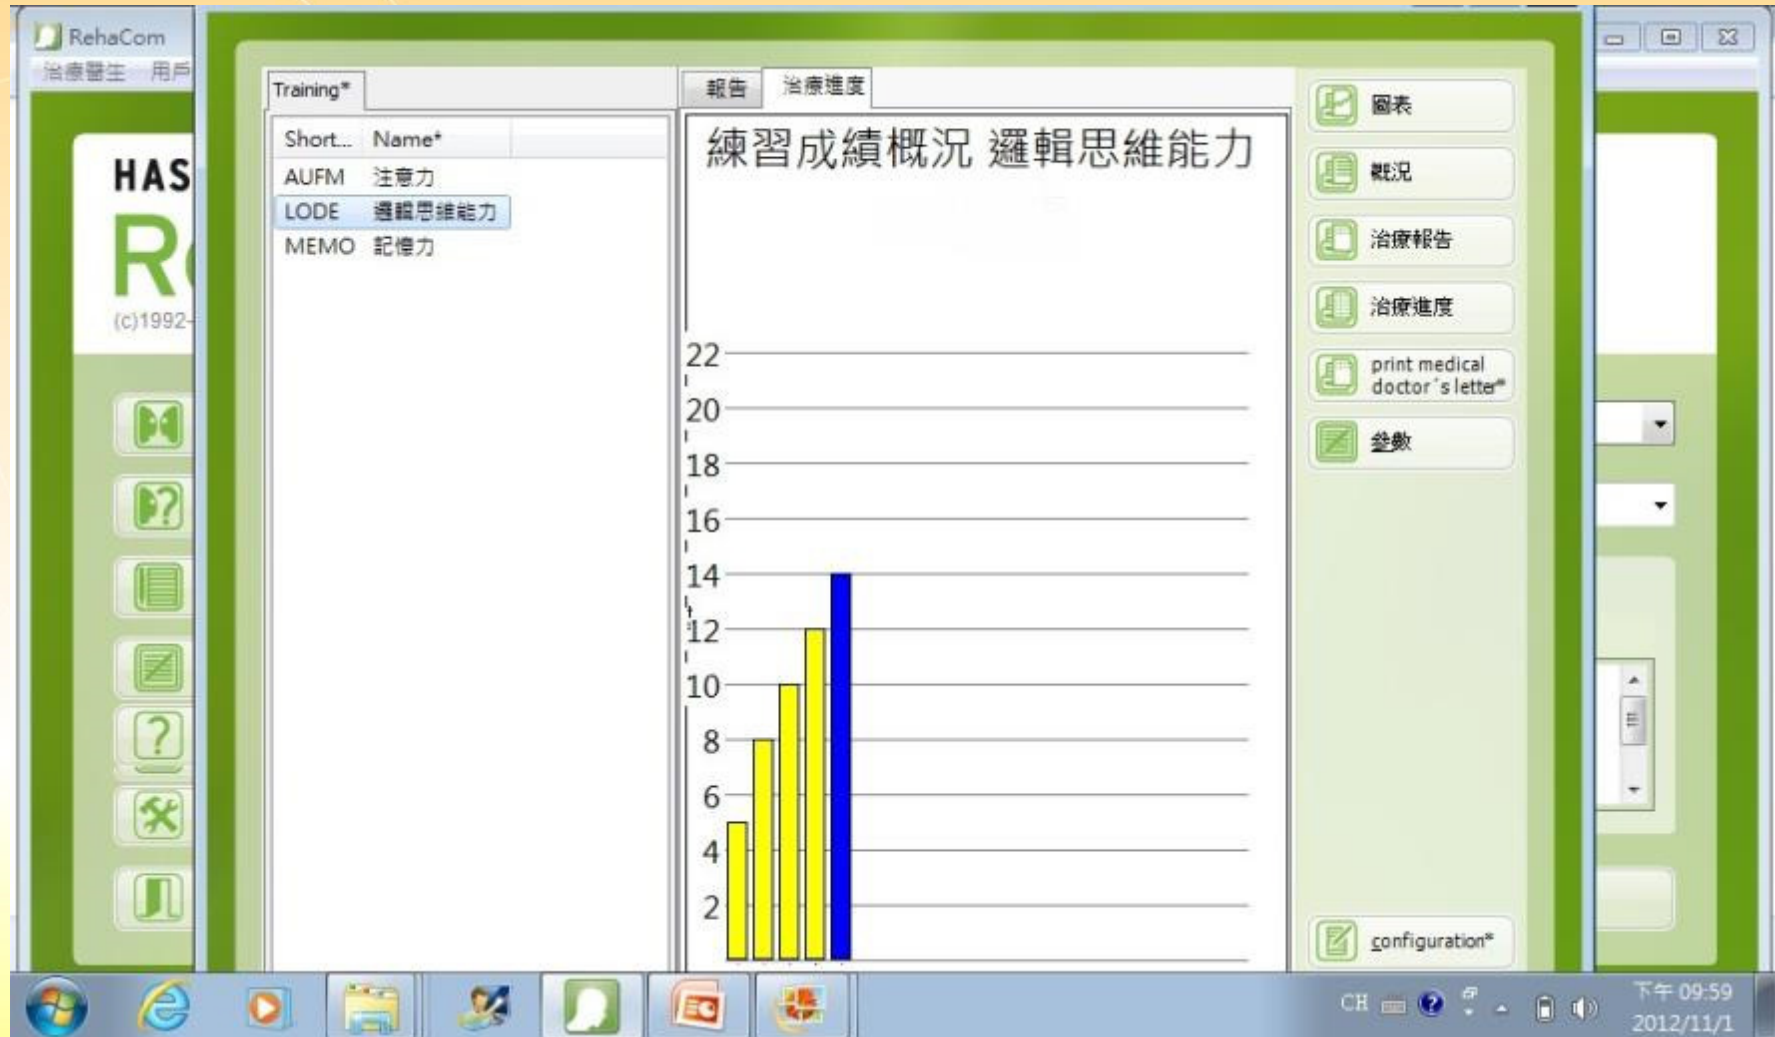 RehaCom
治療醫生 用戶
HAS
Re
(c)1992-
Training*
Short... Name*
AUFM 注意力
LODE 邏輯思維能力
MEMO 記憶力
報告 治療進度
練習成績概況 邏輯思維能力
22
20
18
16
14
12
10
8
6
4
2
圖表
概况
治療報告
治療進度
print medical
doctor´s letter*
參數
configuration*
CH
下午 09:59
2012/11/1